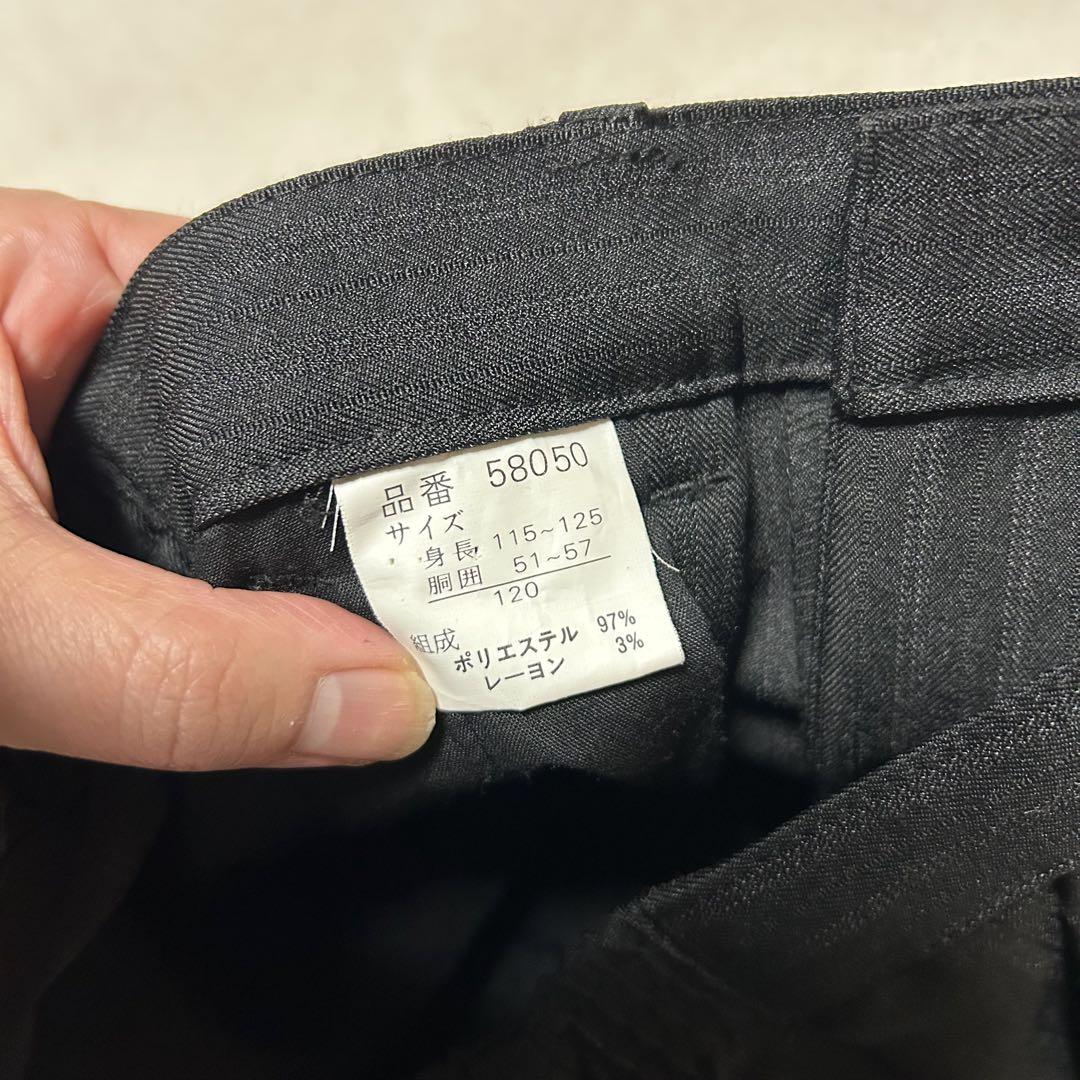 品番 58050
サイズ
身長 115~125
胴囲 51~57
120
組成
ポリエステル 97%
レーヨン 3%